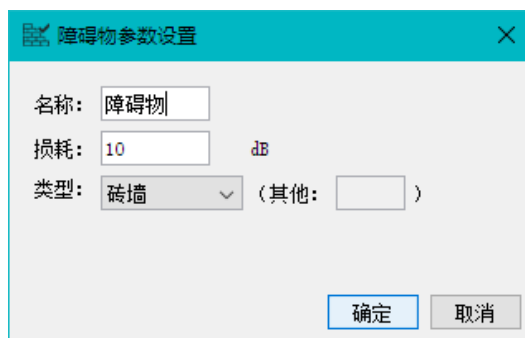 障碍物参数设置
名称: 障碍物
损耗: 10 dB
类型: 砖墙 (其他: )
确定 取消